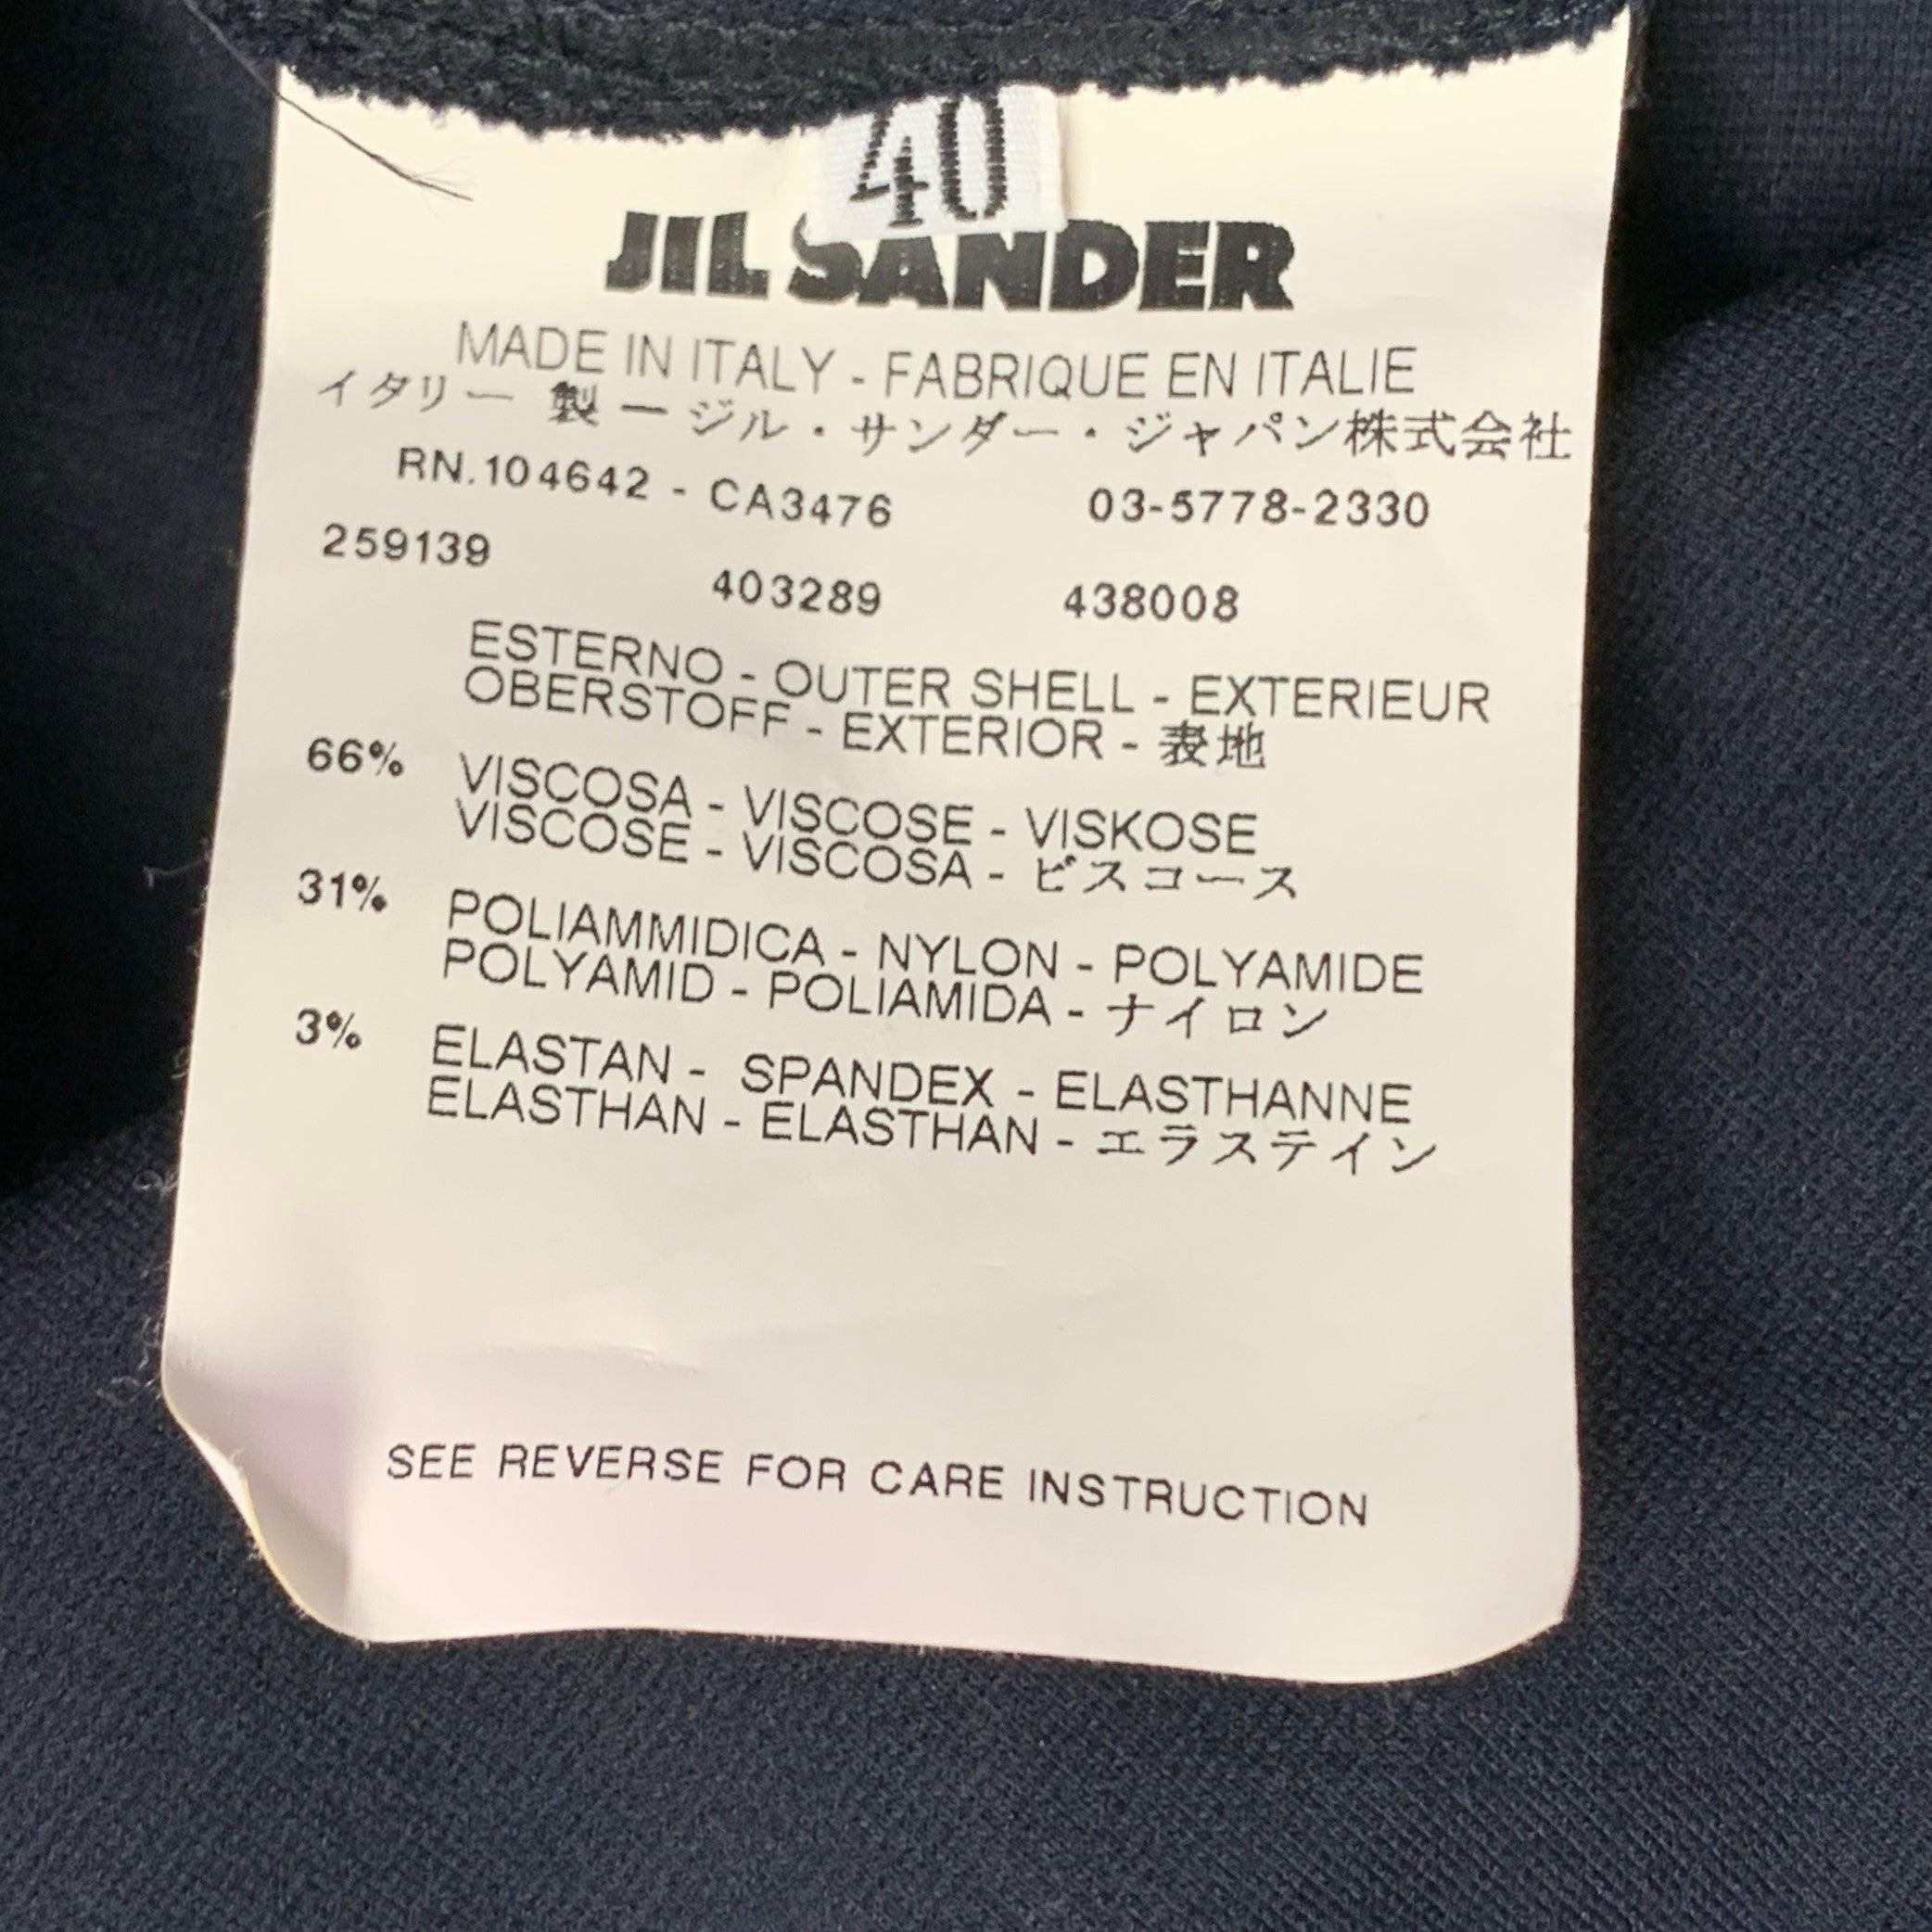 40
JIL SANDER
MADE IN ITALY - FABRIQUE EN ITALIE
イタリー 製 ー ジル・サンダー・ジャパン株式会社
RN.104642 - CA3476 03-5778-2330
259139 403289 438008
ESTERNO - OUTER SHELL - EXTERIEUR
OBERSTOFF - EXTERIOR - 表地
66% VISCOSA - VISCOSE - VISKOSE
VISCOSE - VISCOSA - ビスコース
31% POLIAMMIDICA - NYLON - POLYAMIDE
POLYAMID - POLIAMIDA - ナイロン
3% ELASTAN - SPANDEX - ELASTHANNE
ELASTHAN - ELASTHAN - エラステイン
SEE REVERSE FOR CARE INSTRUCTION